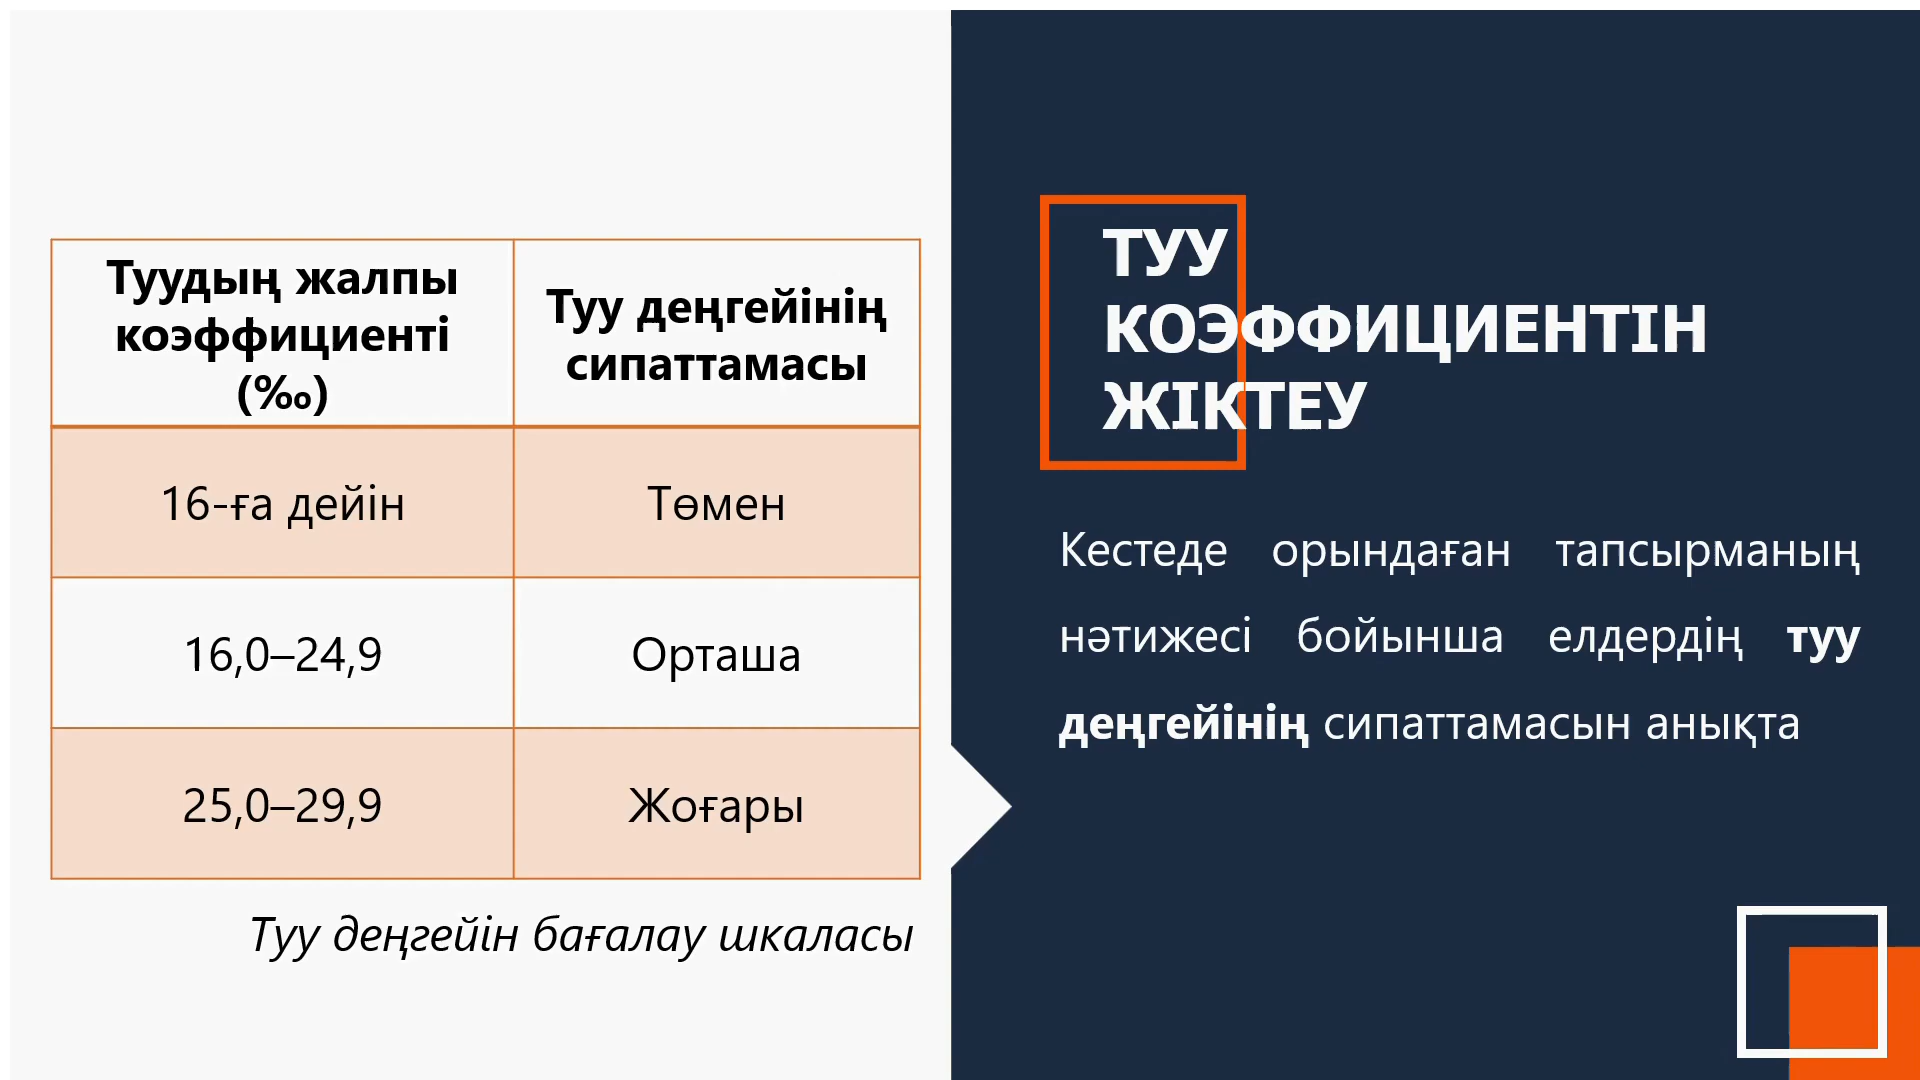 Туудың жалпы
коэффициенті
(‰)
Туу деңгейінің
сипаттамасы
16-ға дейін
Төмен
16,0–24,9
Орташа
25,0–29,9
Жоғары
Туу деңгейін бағалау шкаласы
ТУУ
КОЭФФИЦИЕНТІН
ЖІКТЕУ
Кестеде орындаған тапсырманың
нәтижесі бойынша елдердің туу
деңгейінің сипаттамасын анықта